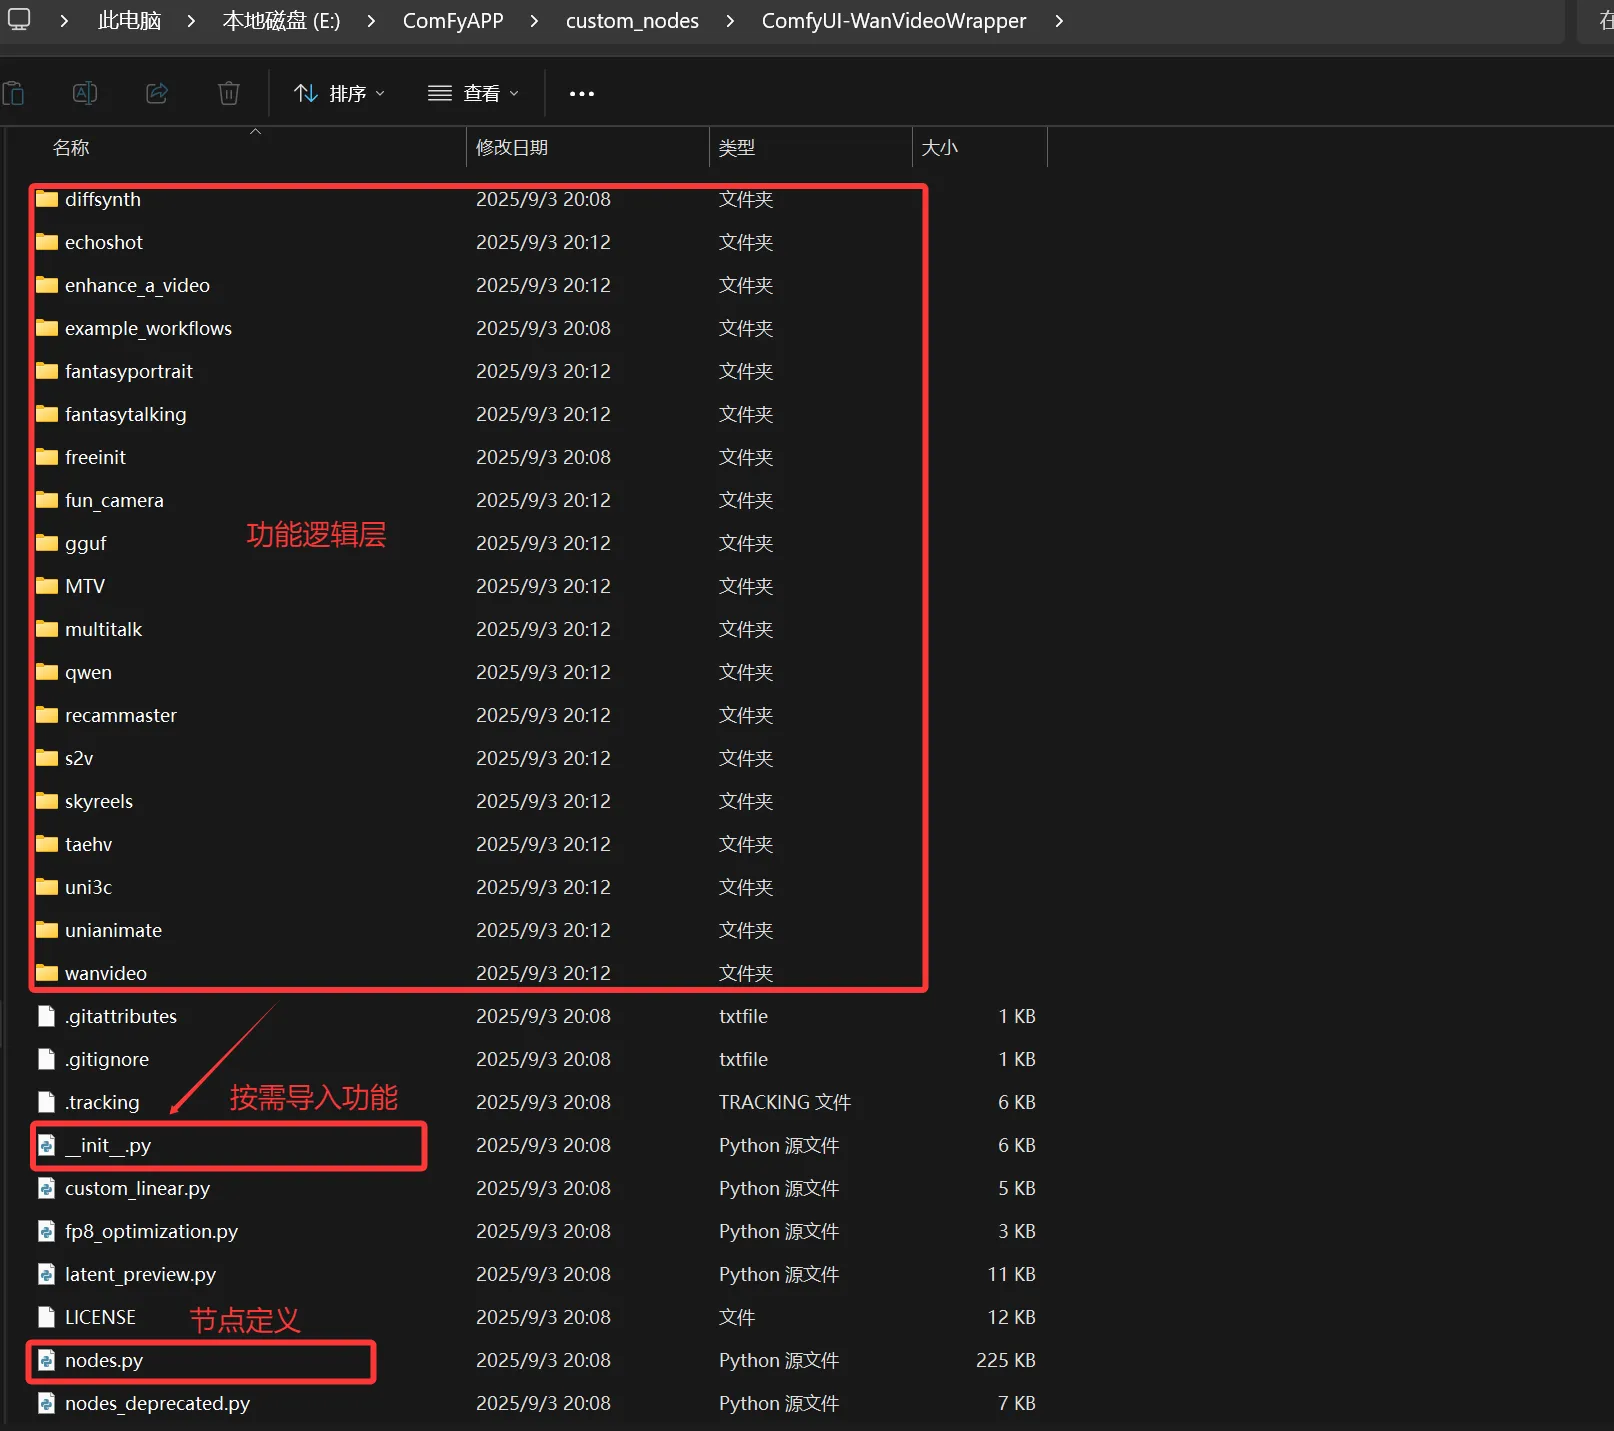 此电脑 > 本地磁盘 (E:) > ComFyAPP > custom_nodes > ComfyUI-WanVideoWrapper >
排序 查看 •••
名称 修改日期 类型 大小
diffsynth 2025/9/3 20:08 文件夹
echoshot 2025/9/3 20:12 文件夹
enhance_a_video 2025/9/3 20:12 文件夹
example_workflows 2025/9/3 20:08 文件夹
fantasyportrait 2025/9/3 20:12 文件夹
fantasytalking 2025/9/3 20:12 文件夹
freeinit 2025/9/3 20:08 文件夹
fun_camera 2025/9/3 20:12 文件夹
功能逻辑层
gguf 2025/9/3 20:12 文件夹
MTV 2025/9/3 20:12 文件夹
multitalk 2025/9/3 20:12 文件夹
qwen 2025/9/3 20:12 文件夹
recammaster 2025/9/3 20:12 文件夹
s2v 2025/9/3 20:12 文件夹
skyreels 2025/9/3 20:12 文件夹
taehv 2025/9/3 20:12 文件夹
uni3c 2025/9/3 20:12 文件夹
unianimate 2025/9/3 20:12 文件夹
wanvideo 2025/9/3 20:12 文件夹
.gitattributes 2025/9/3 20:08 txtfile 1 KB
.gitignore 2025/9/3 20:08 txtfile 1 KB
按需导入功能
.tracking 2025/9/3 20:08 TRACKING 文件 6 KB
__init__.py 2025/9/3 20:08 Python 源文件 6 KB
custom_linear.py 2025/9/3 20:08 Python 源文件 5 KB
fp8_optimization.py 2025/9/3 20:08 Python 源文件 3 KB
latent_preview.py 2025/9/3 20:08 Python 源文件 11 KB
LICENSE 2025/9/3 20:08 文件 12 KB
节点定义
nodes.py 2025/9/3 20:08 Python 源文件 225 KB
nodes_deprecated.py 2025/9/3 20:08 Python 源文件 7 KB